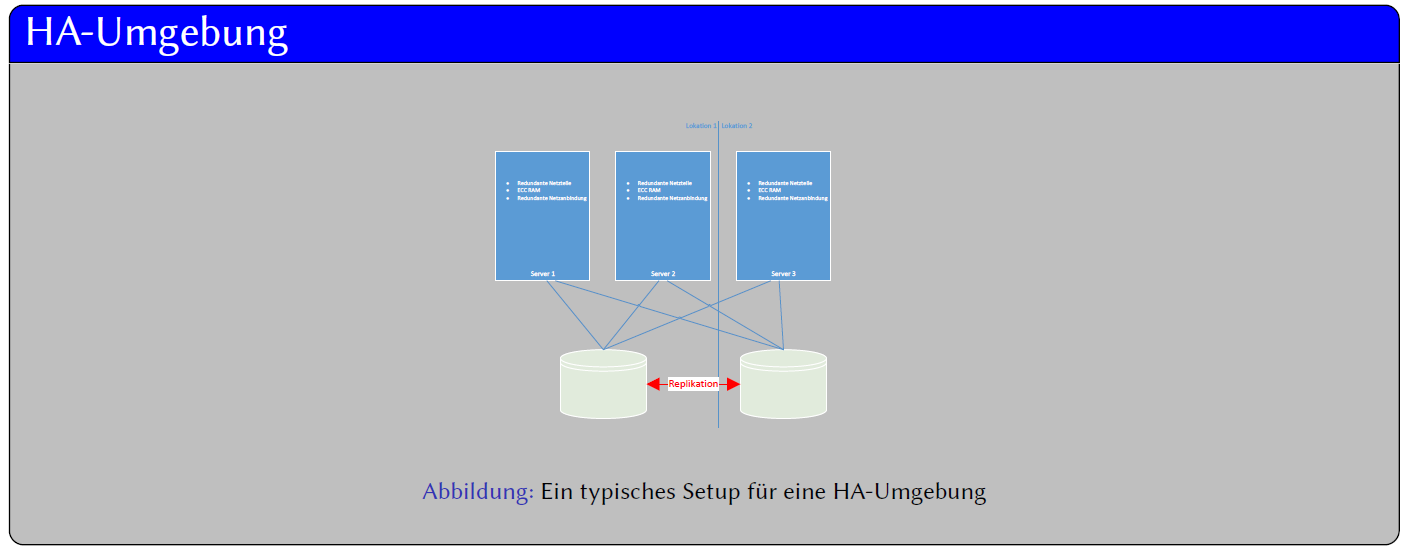 HA-Umgebung
Lokation 1 Lokation 2
• Redundante Netzteile
• ECC RAM
• Redundante Netzanbindung
Server 1
• Redundante Netzteile
• ECC RAM
• Redundante Netzanbindung
Server 2
• Redundante Netzteile
• ECC RAM
• Redundante Netzanbindung
Server 3
Replikation
Abbildung: Ein typisches Setup für eine HA-Umgebung